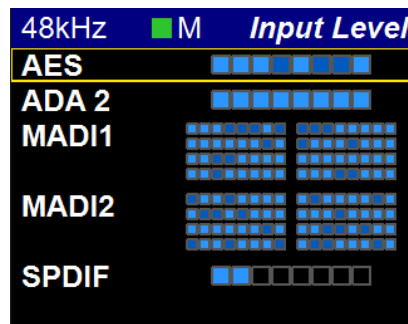 48kHz M Input Level
AES
ADA 2
MADI1
MADI2
SPDIF